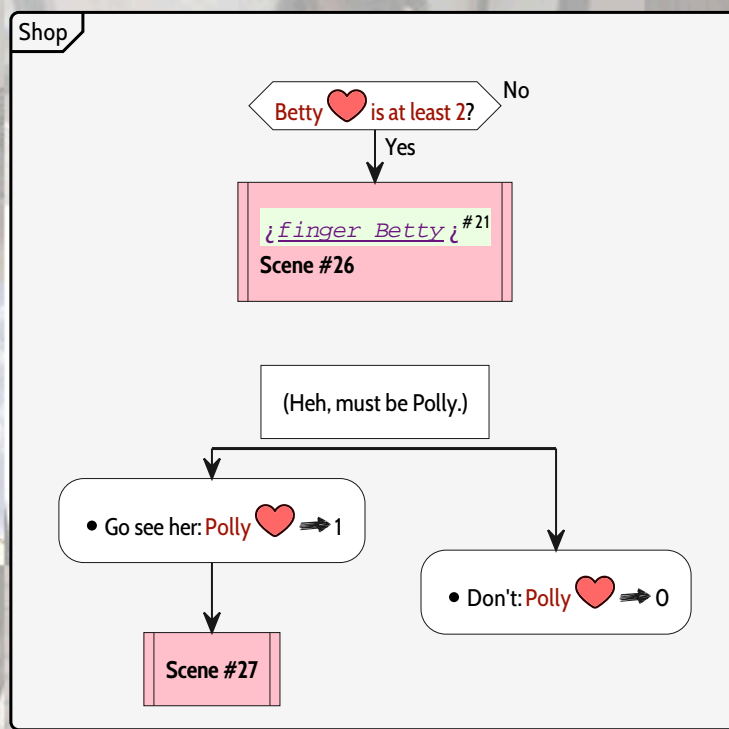 Shop
Betty is at least 2?
No
Yes
¿finger Betty¿#21
Scene #26
(Heh, must be Polly.)
• Go see her: Polly 1
• Don't: Polly 0
Scene #27